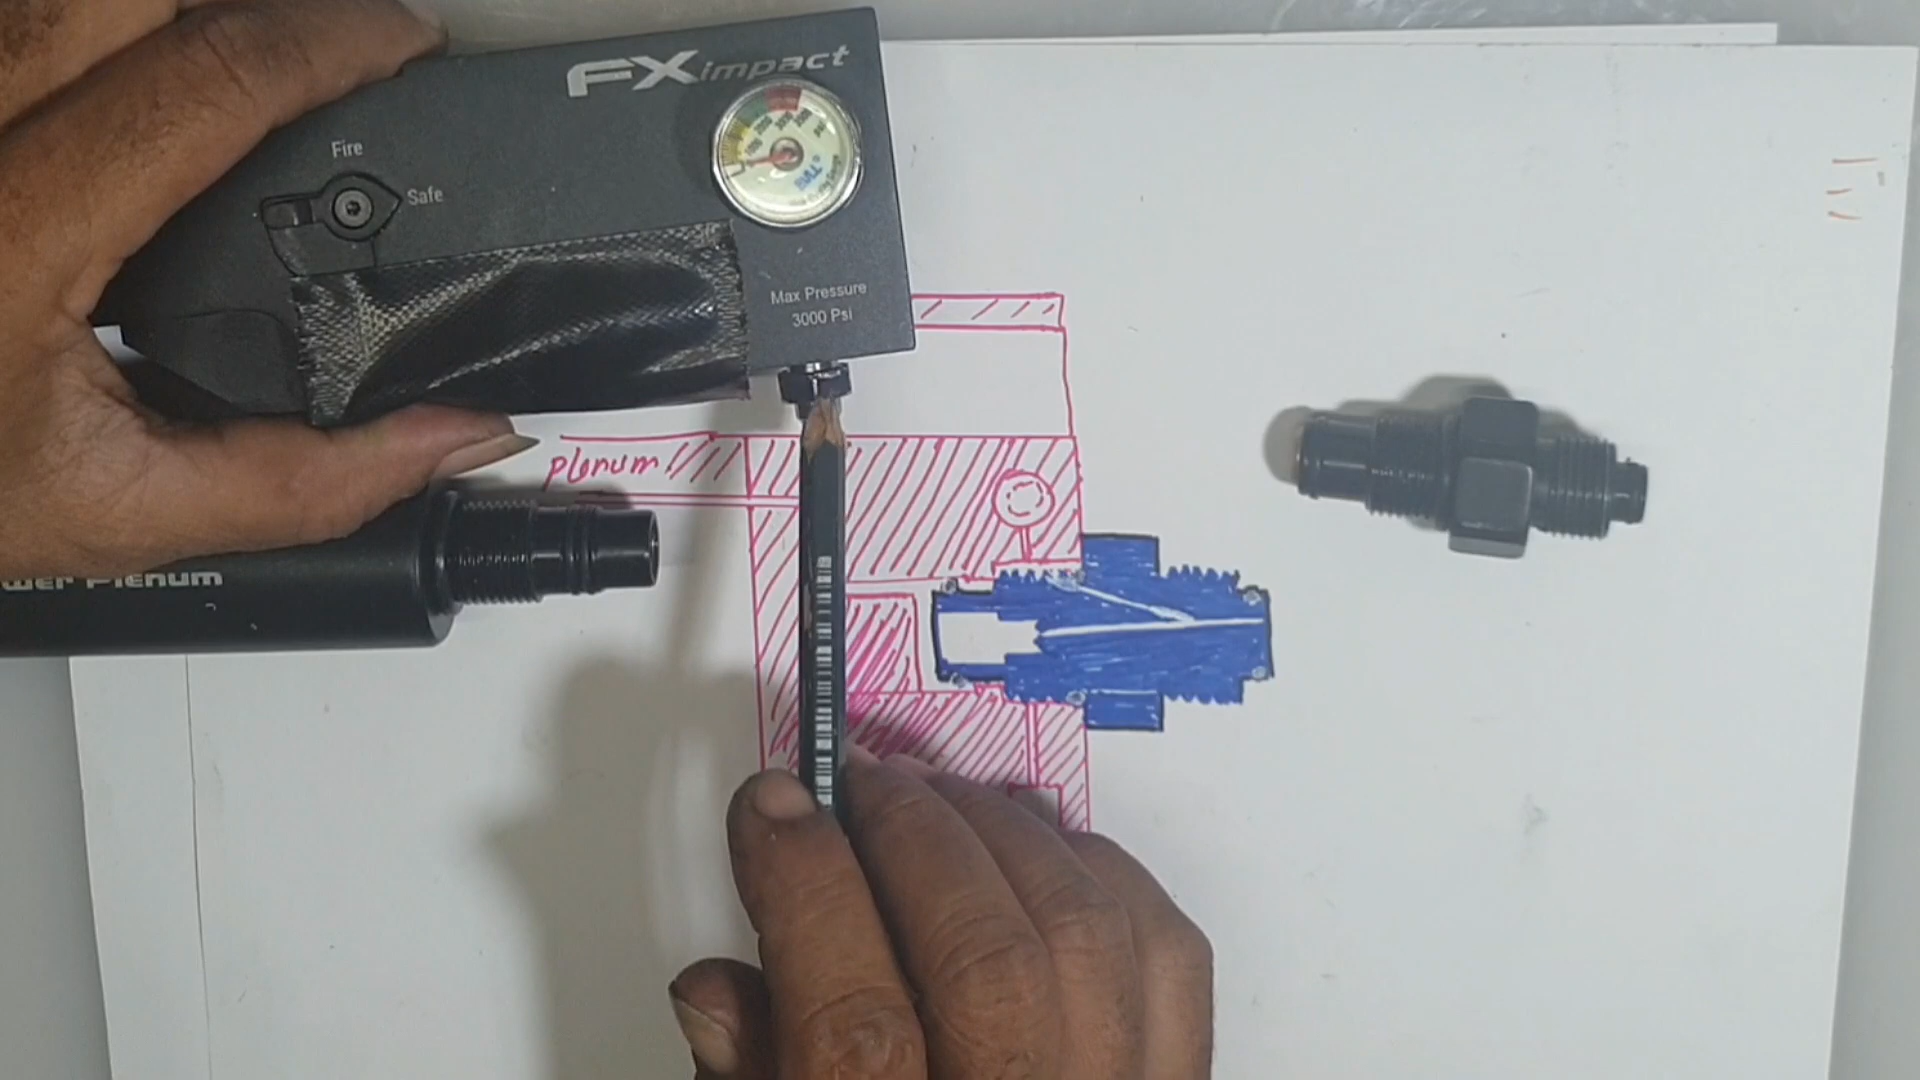 FX impact
Fire
Safe
Max Pressure
3000 Psi
plenum
wer Plenum